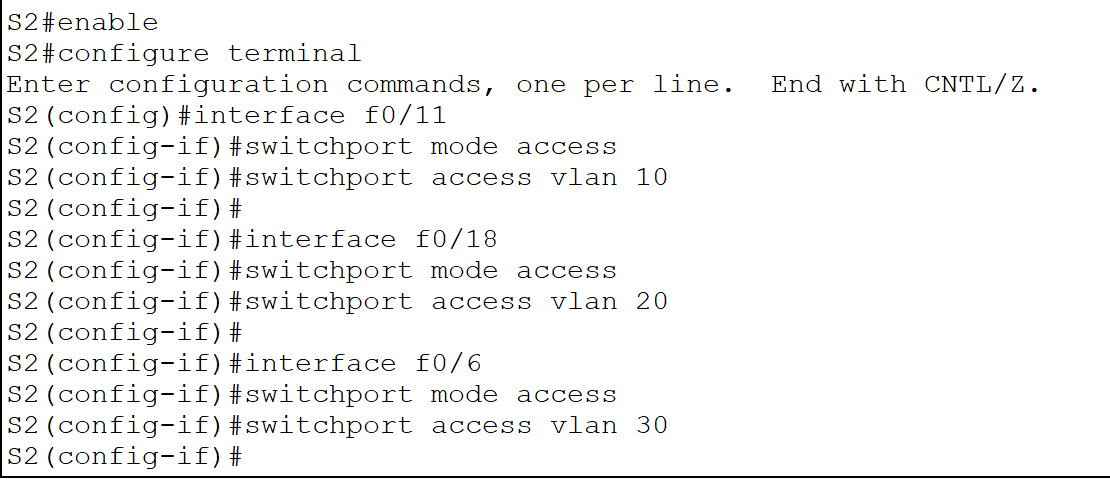 S2#enable
S2#configure terminal
Enter configuration commands, one per line.  End with CNTL/Z.
S2(config)#interface f0/11
S2(config-if)#switchport mode access
S2(config-if)#switchport access vlan 10
S2(config-if)#
S2(config-if)#interface f0/18
S2(config-if)#switchport mode access
S2(config-if)#switchport access vlan 20
S2(config-if)#
S2(config-if)#interface f0/6
S2(config-if)#switchport mode access
S2(config-if)#switchport access vlan 30
S2(config-if)#